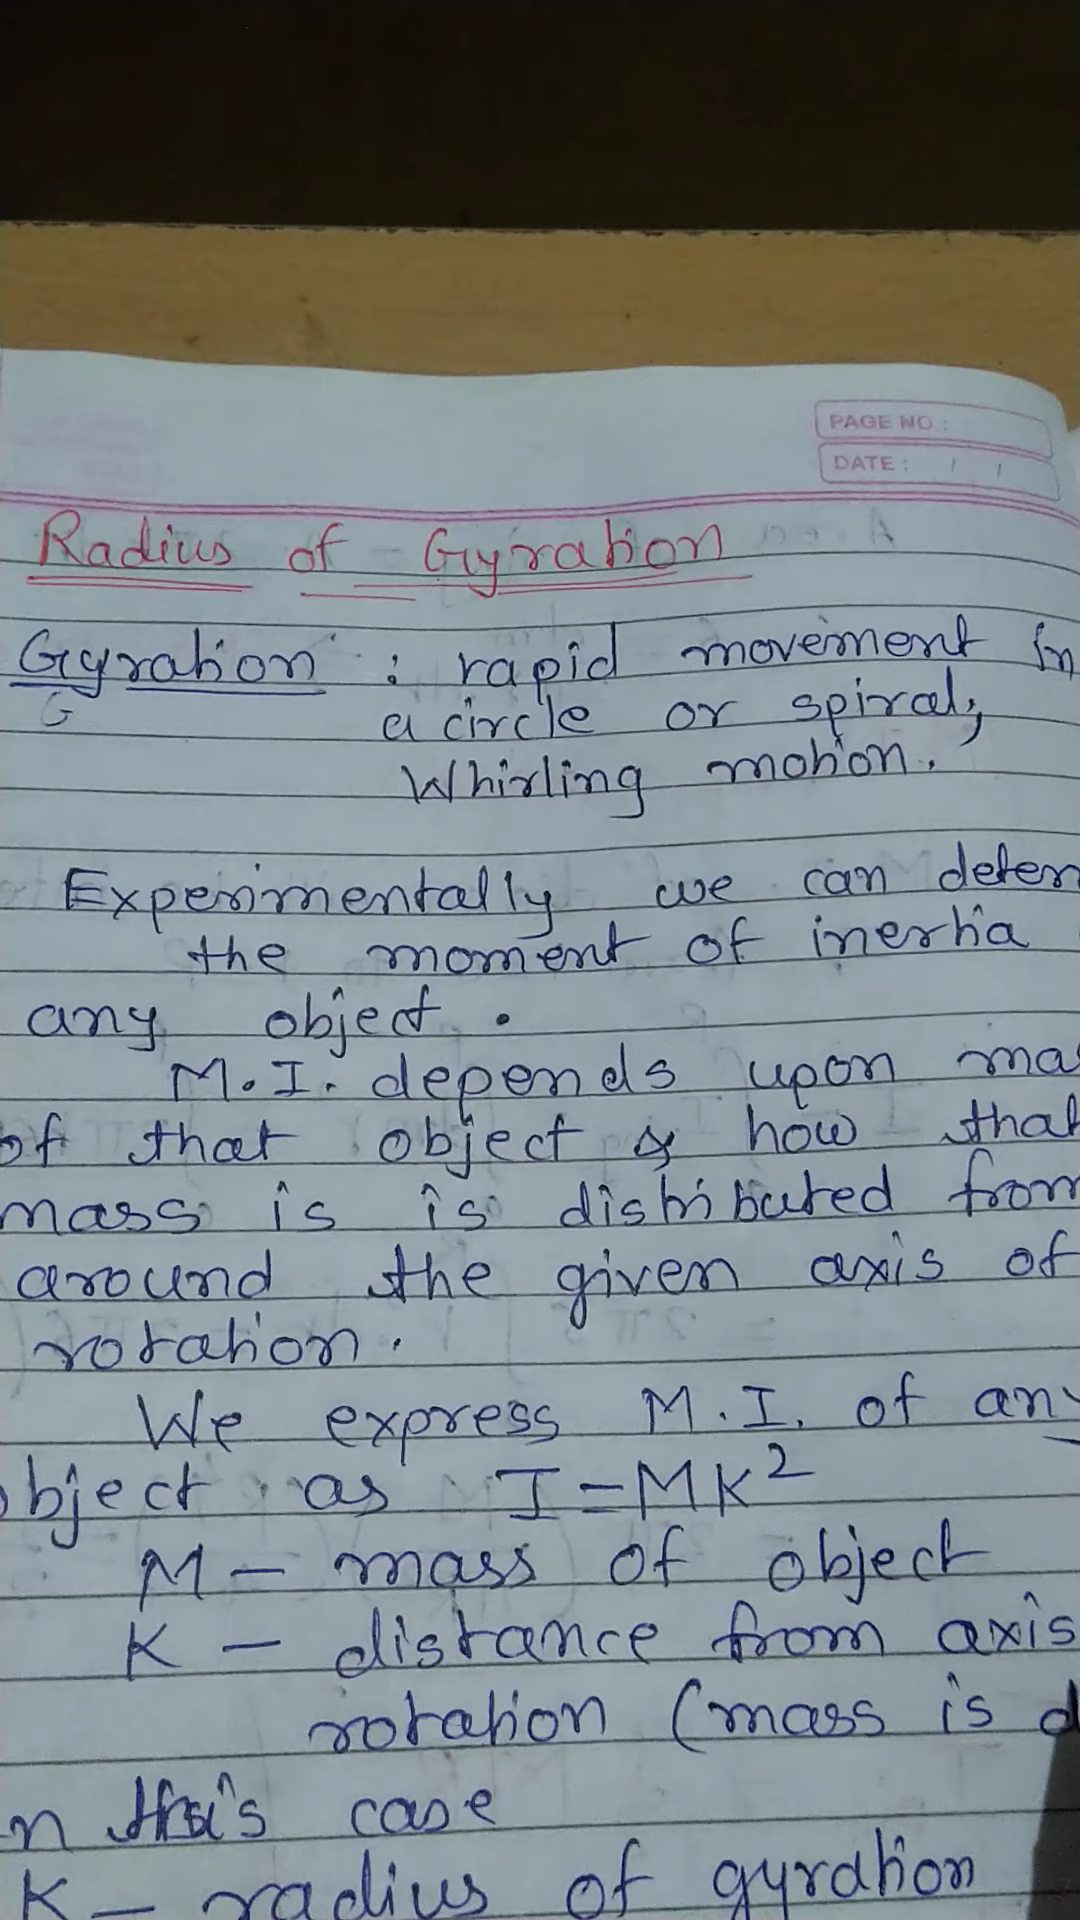 PAGE NO.:
DATE: / /
Radius of Gyration
Gyration : rapid movement in
G
a circle or spiral;
Whirling motion.
Experimentally we can deter
the moment of inertia
any object.
M.I. depends upon ma
of that object & how that
mass is is distributed from
around the given axis of
rotation.
We express M.I. of any
bject as I = MK²
M – mass of object
K – distance from axis
rotation (mass is d
n this case
K – radius of gyration